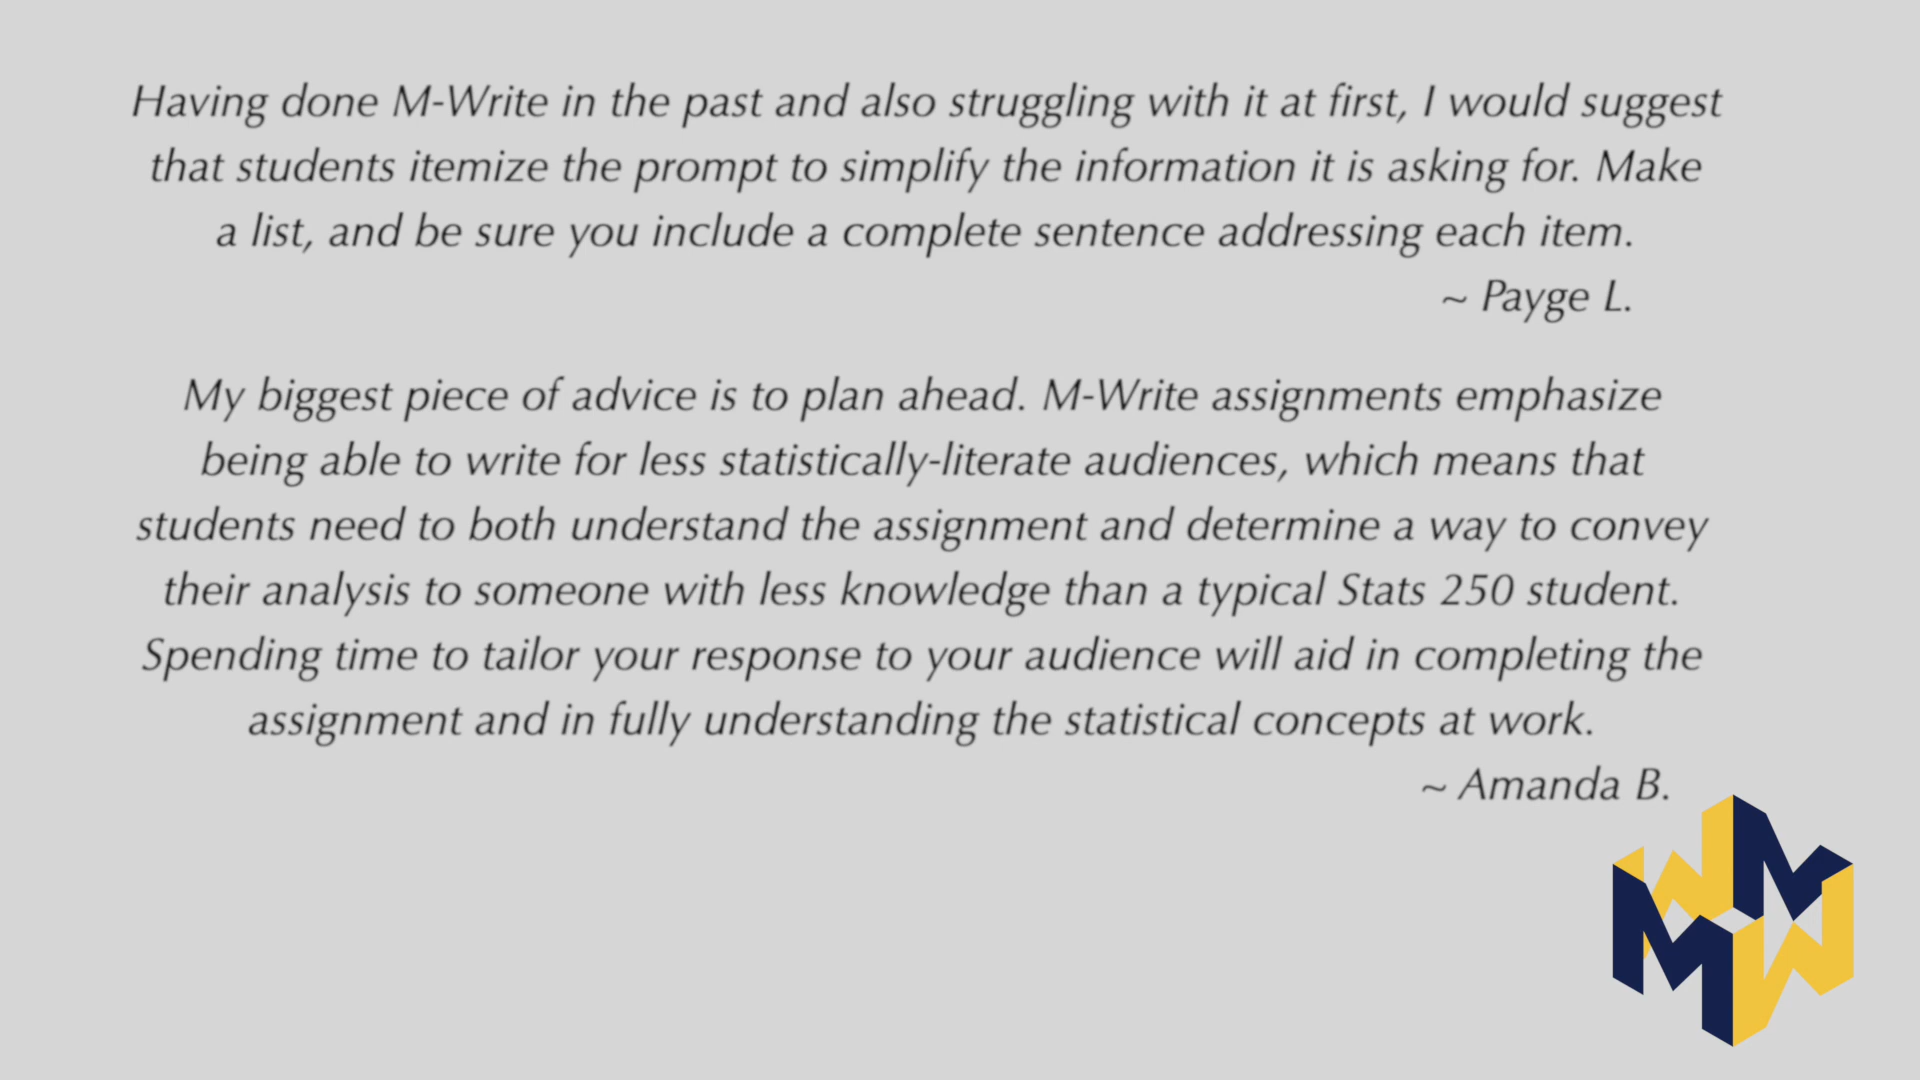 Having done M-Write in the past and also struggling with it at first, I would suggest
that students itemize the prompt to simplify the information it is asking for. Make
a list, and be sure you include a complete sentence addressing each item.
~ Payge L.
My biggest piece of advice is to plan ahead. M-Write assignments emphasize
being able to write for less statistically-literate audiences, which means that
students need to both understand the assignment and determine a way to convey
their analysis to someone with less knowledge than a typical Stats 250 student.
Spending time to tailor your response to your audience will aid in completing the
assignment and in fully understanding the statistical concepts at work.
~ Amanda B.
W M
M W